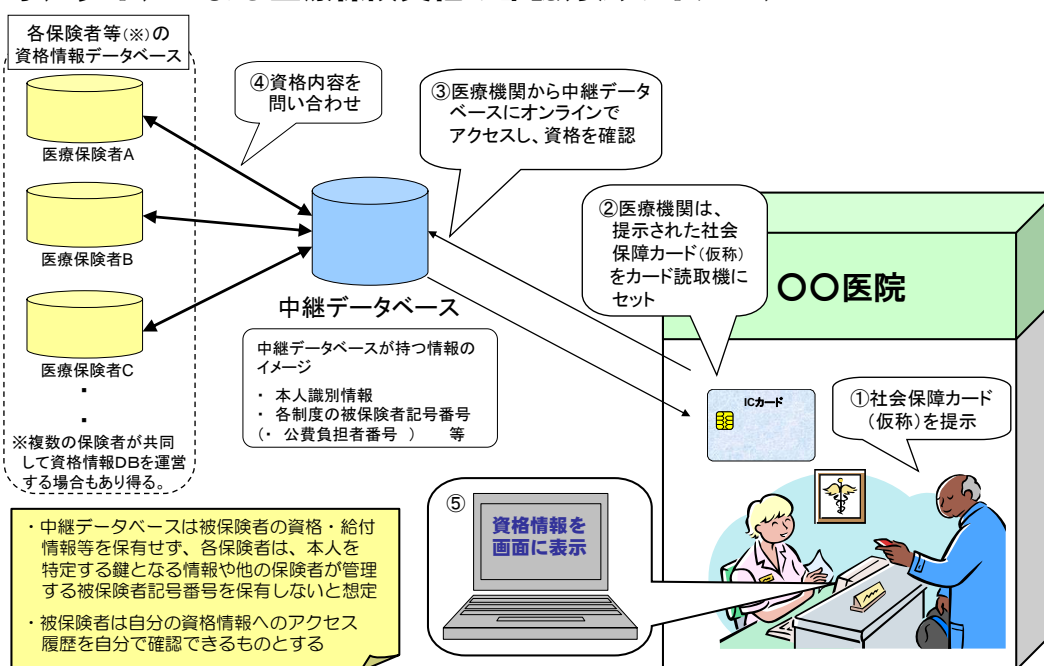 各保険者等(※)の
資格情報データベース
医療保険者A
医療保険者B
医療保険者C
・
・
※複数の保険者が共同
して資格情報DBを運営
する場合もあり得る。
④資格内容を
問い合わせ
③医療機関から中継データ
ベースにオンラインで
アクセスし、資格を確認
②医療機関は、
提示された社会
保障カード(仮称)
をカード読取機に
セット
〇〇医院
中継データベース
中継データベースが持つ情報の
イメージ
・ 本人識別情報
・ 各制度の被保険者記号番号
(・ 公費負担者番号 ) 等
ICカード
①社会保障カード
(仮称)を提示
⑤
資格情報を
画面に表示
・中継データベースは被保険者の資格・給付
情報等を保有せず、各保険者は、本人を
特定する鍵となる情報や他の保険者が管理
する被保険者記号番号を保有しないと想定
・被保険者は自分の資格情報へのアクセス
履歴を自分で確認できるものとする